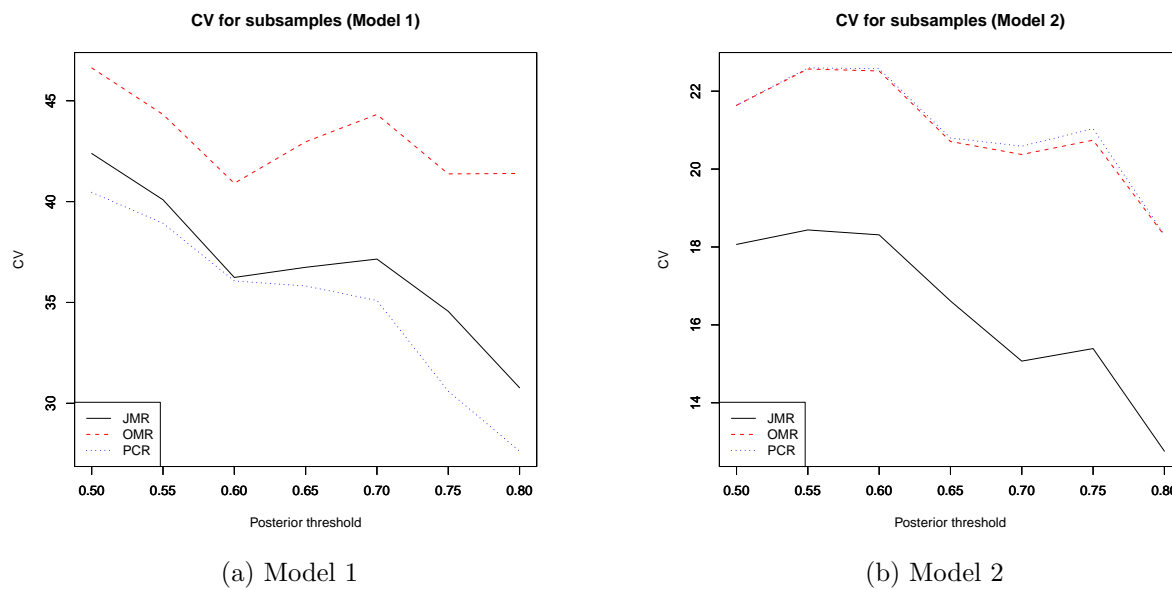 CV for subsamples (Model 1)
CV
45
40
35
30
JMR
OMR
PCR
0.50 0.55 0.60 0.65 0.70 0.75 0.80
Posterior threshold
(a) Model 1
CV for subsamples (Model 2)
CV
22
20
18
16
14
JMR
OMR
PCR
0.50 0.55 0.60 0.65 0.70 0.75 0.80
Posterior threshold
(b) Model 2